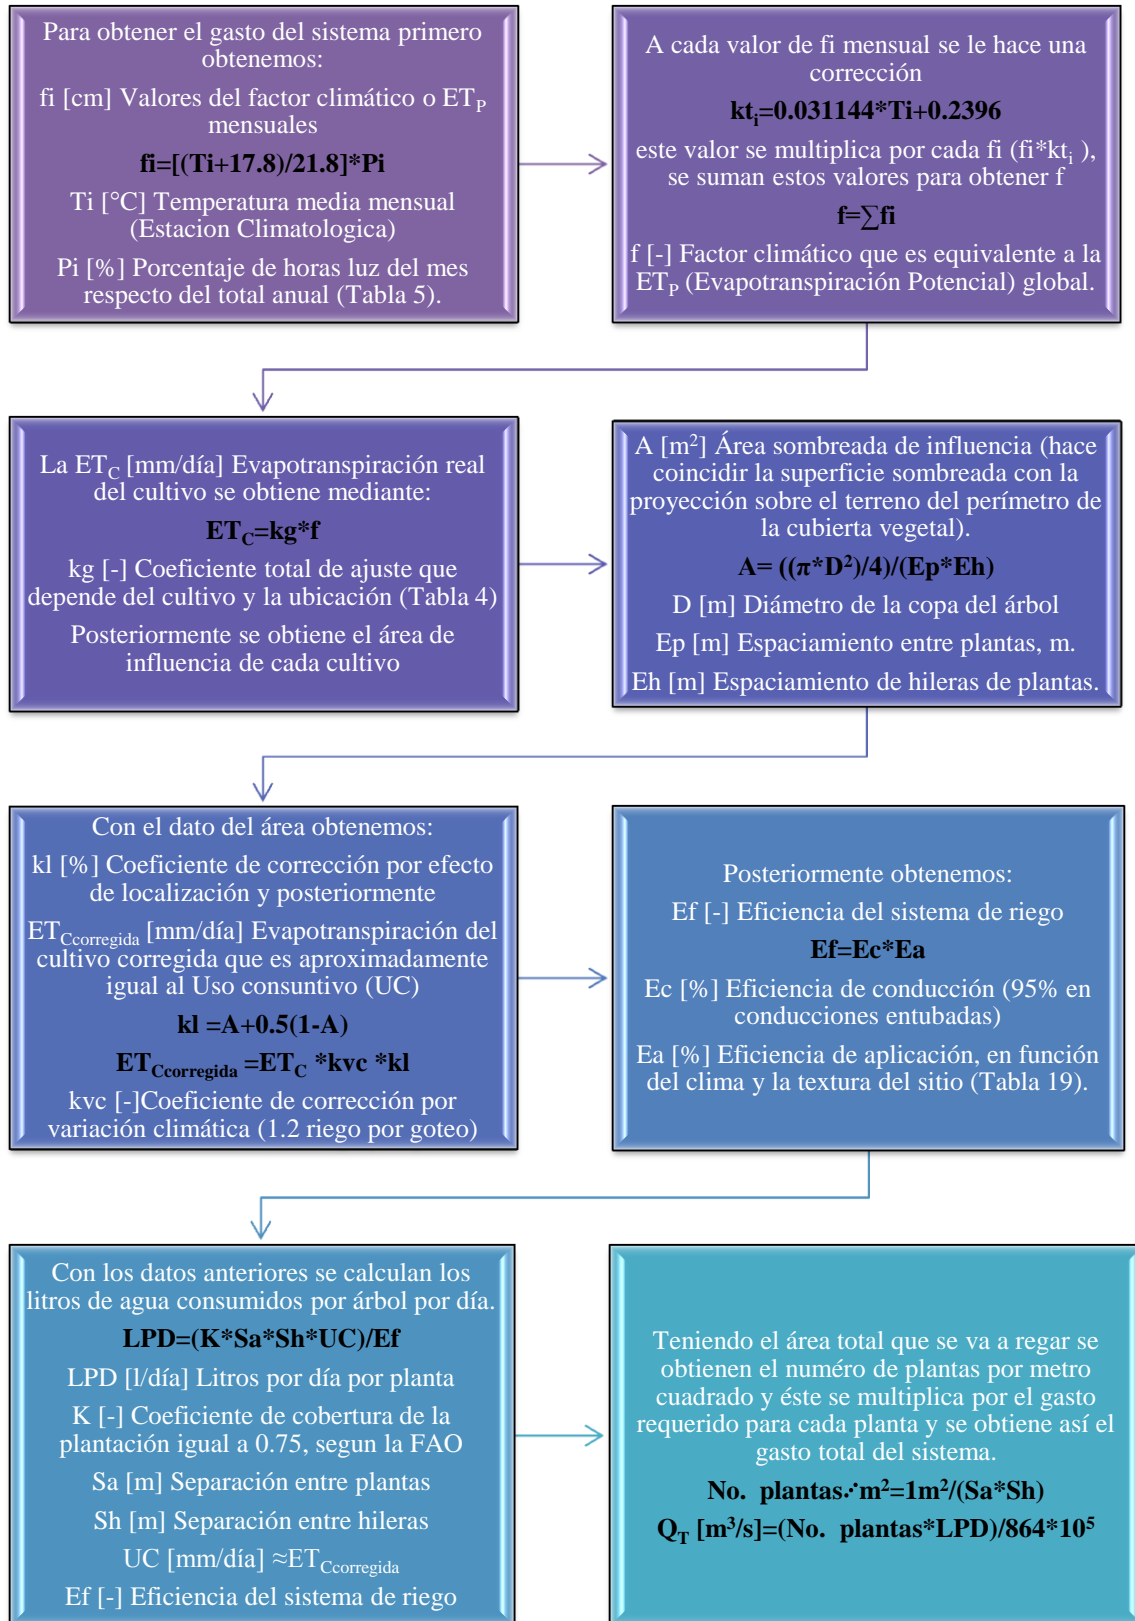 Para obtener el gasto del sistema primero
obtenemos:
fi [cm] Valores del factor climático o ET_P
mensuales
fi=[(Ti+17.8)/21.8]*Pi
Ti [°C] Temperatura media mensual
(Estacion Climatologica)
Pi [%] Porcentaje de horas luz del mes
respecto del total anual (Tabla 5).
A cada valor de fi mensual se le hace una
corrección
kt_i=0.031144*Ti+0.2396
este valor se multiplica por cada fi (fi*kt_i ),
se suman estos valores para obtener f
f=∑fi
f [-] Factor climático que es equivalente a la
ET_P (Evapotranspiración Potencial) global.
La ET_C [mm/día] Evapotranspiración real
del cultivo se obtiene mediante:
ET_C=kg*f
kg [-] Coeficiente total de ajuste que
depende del cultivo y la ubicación (Tabla 4)
Posteriormente se obtiene el área de
influencia de cada cultivo
A [m²] Área sombreada de influencia (hace
coincidir la superficie sombreada con la
proyección sobre el terreno del perímetro de
la cubierta vegetal).
A= ((π*D²)/4)/(Ep*Eh)
D [m] Diámetro de la copa del árbol
Ep [m] Espaciamiento entre plantas, m.
Eh [m] Espaciamiento de hileras de plantas.
Con el dato del área obtenemos:
kl [%] Coeficiente de corrección por efecto
de localización y posteriormente
ET_Ccorregida [mm/día] Evapotranspiración del
cultivo corregida que es aproximadamente
igual al Uso consuntivo (UC)
kl =A+0.5(1-A)
ET_Ccorregida =ET_C *kvc *kl
kvc [-]Coeficiente de corrección por
variación climática (1.2 riego por goteo)
Posteriormente obtenemos:
Ef [-] Eficiencia del sistema de riego
Ef=Ec*Ea
Ec [%] Eficiencia de conducción (95% en
conducciones entubadas)
Ea [%] Eficiencia de aplicación, en función
del clima y la textura del sitio (Tabla 19).
Con los datos anteriores se calculan los
litros de agua consumidos por árbol por día.
LPD=(K*Sa*Sh*UC)/Ef
LPD [l/día] Litros por día por planta
K [-] Coeficiente de cobertura de la
plantación igual a 0.75, segun la FAO
Sa [m] Separación entre plantas
Sh [m] Separación entre hileras
UC [mm/día] ≈ET_Ccorregida
Ef [-] Eficiencia del sistema de riego
Teniendo el área total que se va a regar se
obtienen el numéro de plantas por metro
cuadrado y éste se multiplica por el gasto
requerido para cada planta y se obtiene así el
gasto total del sistema.
No. plantas⋰m²=1m²/(Sa*Sh)
Q_T [m³/s]=(No. plantas*LPD)/864*10⁵